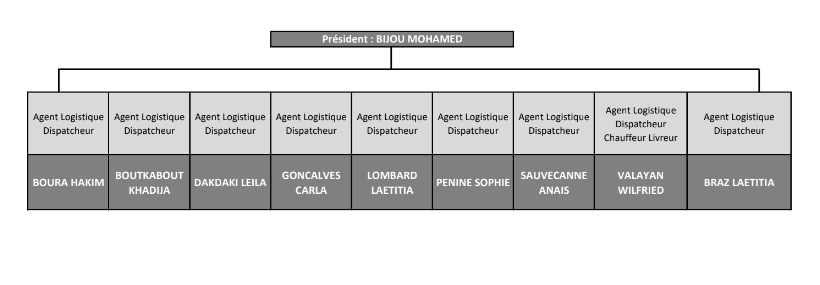 Président : BIJOU MOHAMED
Agent Logistique
Dispatcheur
Agent Logistique
Dispatcheur
Agent Logistique
Dispatcheur
Agent Logistique
Dispatcheur
Agent Logistique
Dispatcheur
Agent Logistique
Dispatcheur
Agent Logistique
Dispatcheur
Agent Logistique
Dispatcheur
Chauffeur Livreur
Agent Logistique
Dispatcheur
BOURA HAKIM
BOUTKABOUT
KHADIJA
DAKDAKI LEILA
GONCALVES
CARLA
LOMBARD
LAETITIA
PENINE SOPHIE
SAUVECANNE
ANAIS
VALAYAN
WILFRIED
BRAZ LAETITIA